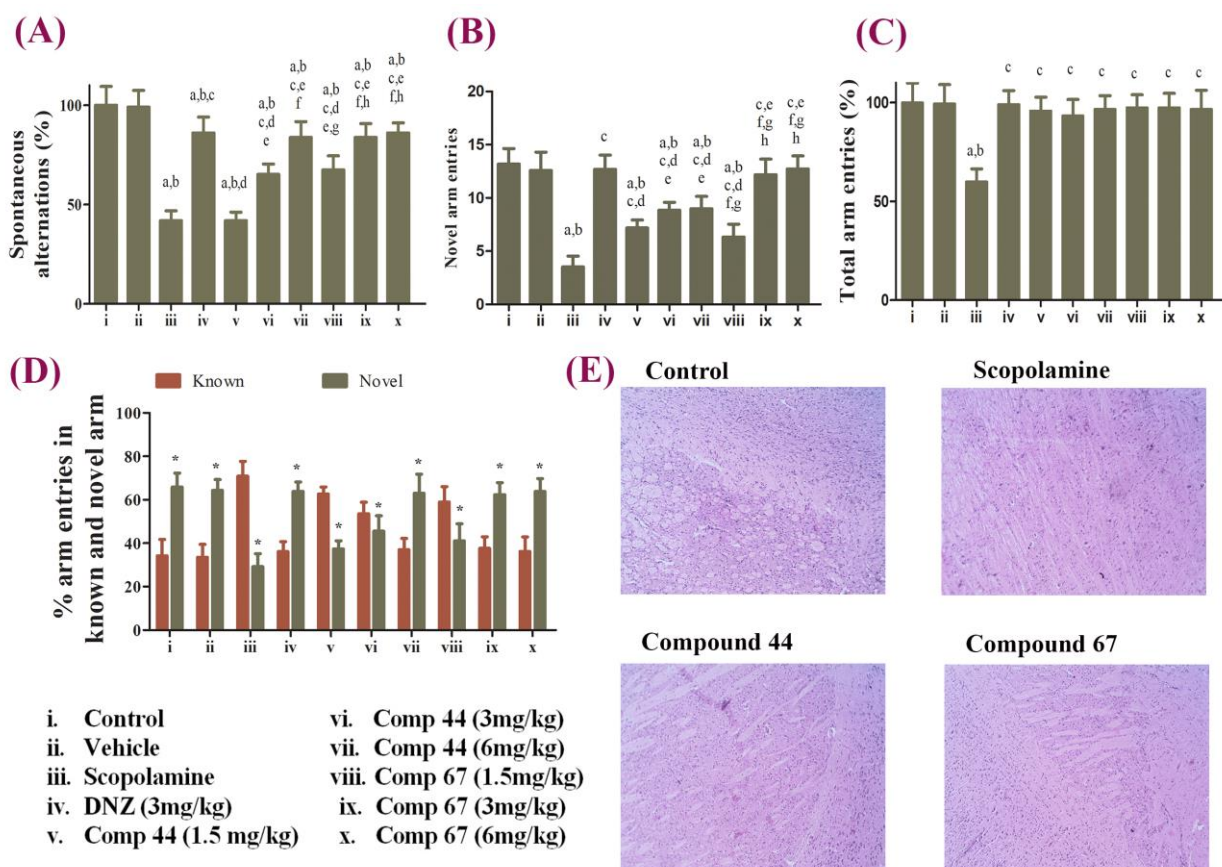 (A)
Spontaneous
alternations (%)
100
50
0
a,b
a,b,c
a,b,d
a,b
c,d
e
a,b
c,e
f
a,b
c,d
e,g
a,b
c,e
f,h
a,b
c,e
f,h
i ii iii iv v vi vii viii ix x
(B)
Novel arm entries
20
15
10
5
0
a,b
c
a,b
c,d
a,b
c,d
e
a,b
c,d
e
a,b
c,d
f,g
c,e
f,g
h
c,e
f,g
h
i ii iii iv v vi vii viii ix x
(C)
Total arm entries (%)
100
50
0
a,b
c c c c c c c
i ii iii iv v vi vii viii ix x
(D)
Known Novel
% arm entries in
known and novel arm
100
80
60
40
20
0
* * * * * * * * * *
i ii iii iv v vi vii viii ix x
i. Control
ii. Vehicle
iii. Scopolamine
iv. DNZ (3mg/kg)
v. Comp 44 (1.5 mg/kg)
vi. Comp 44 (3mg/kg)
vii. Comp 44 (6mg/kg)
viii. Comp 67 (1.5mg/kg)
ix. Comp 67 (3mg/kg)
x. Comp 67 (6mg/kg)
(E)
Control
Scopolamine
Compound 44
Compound 67